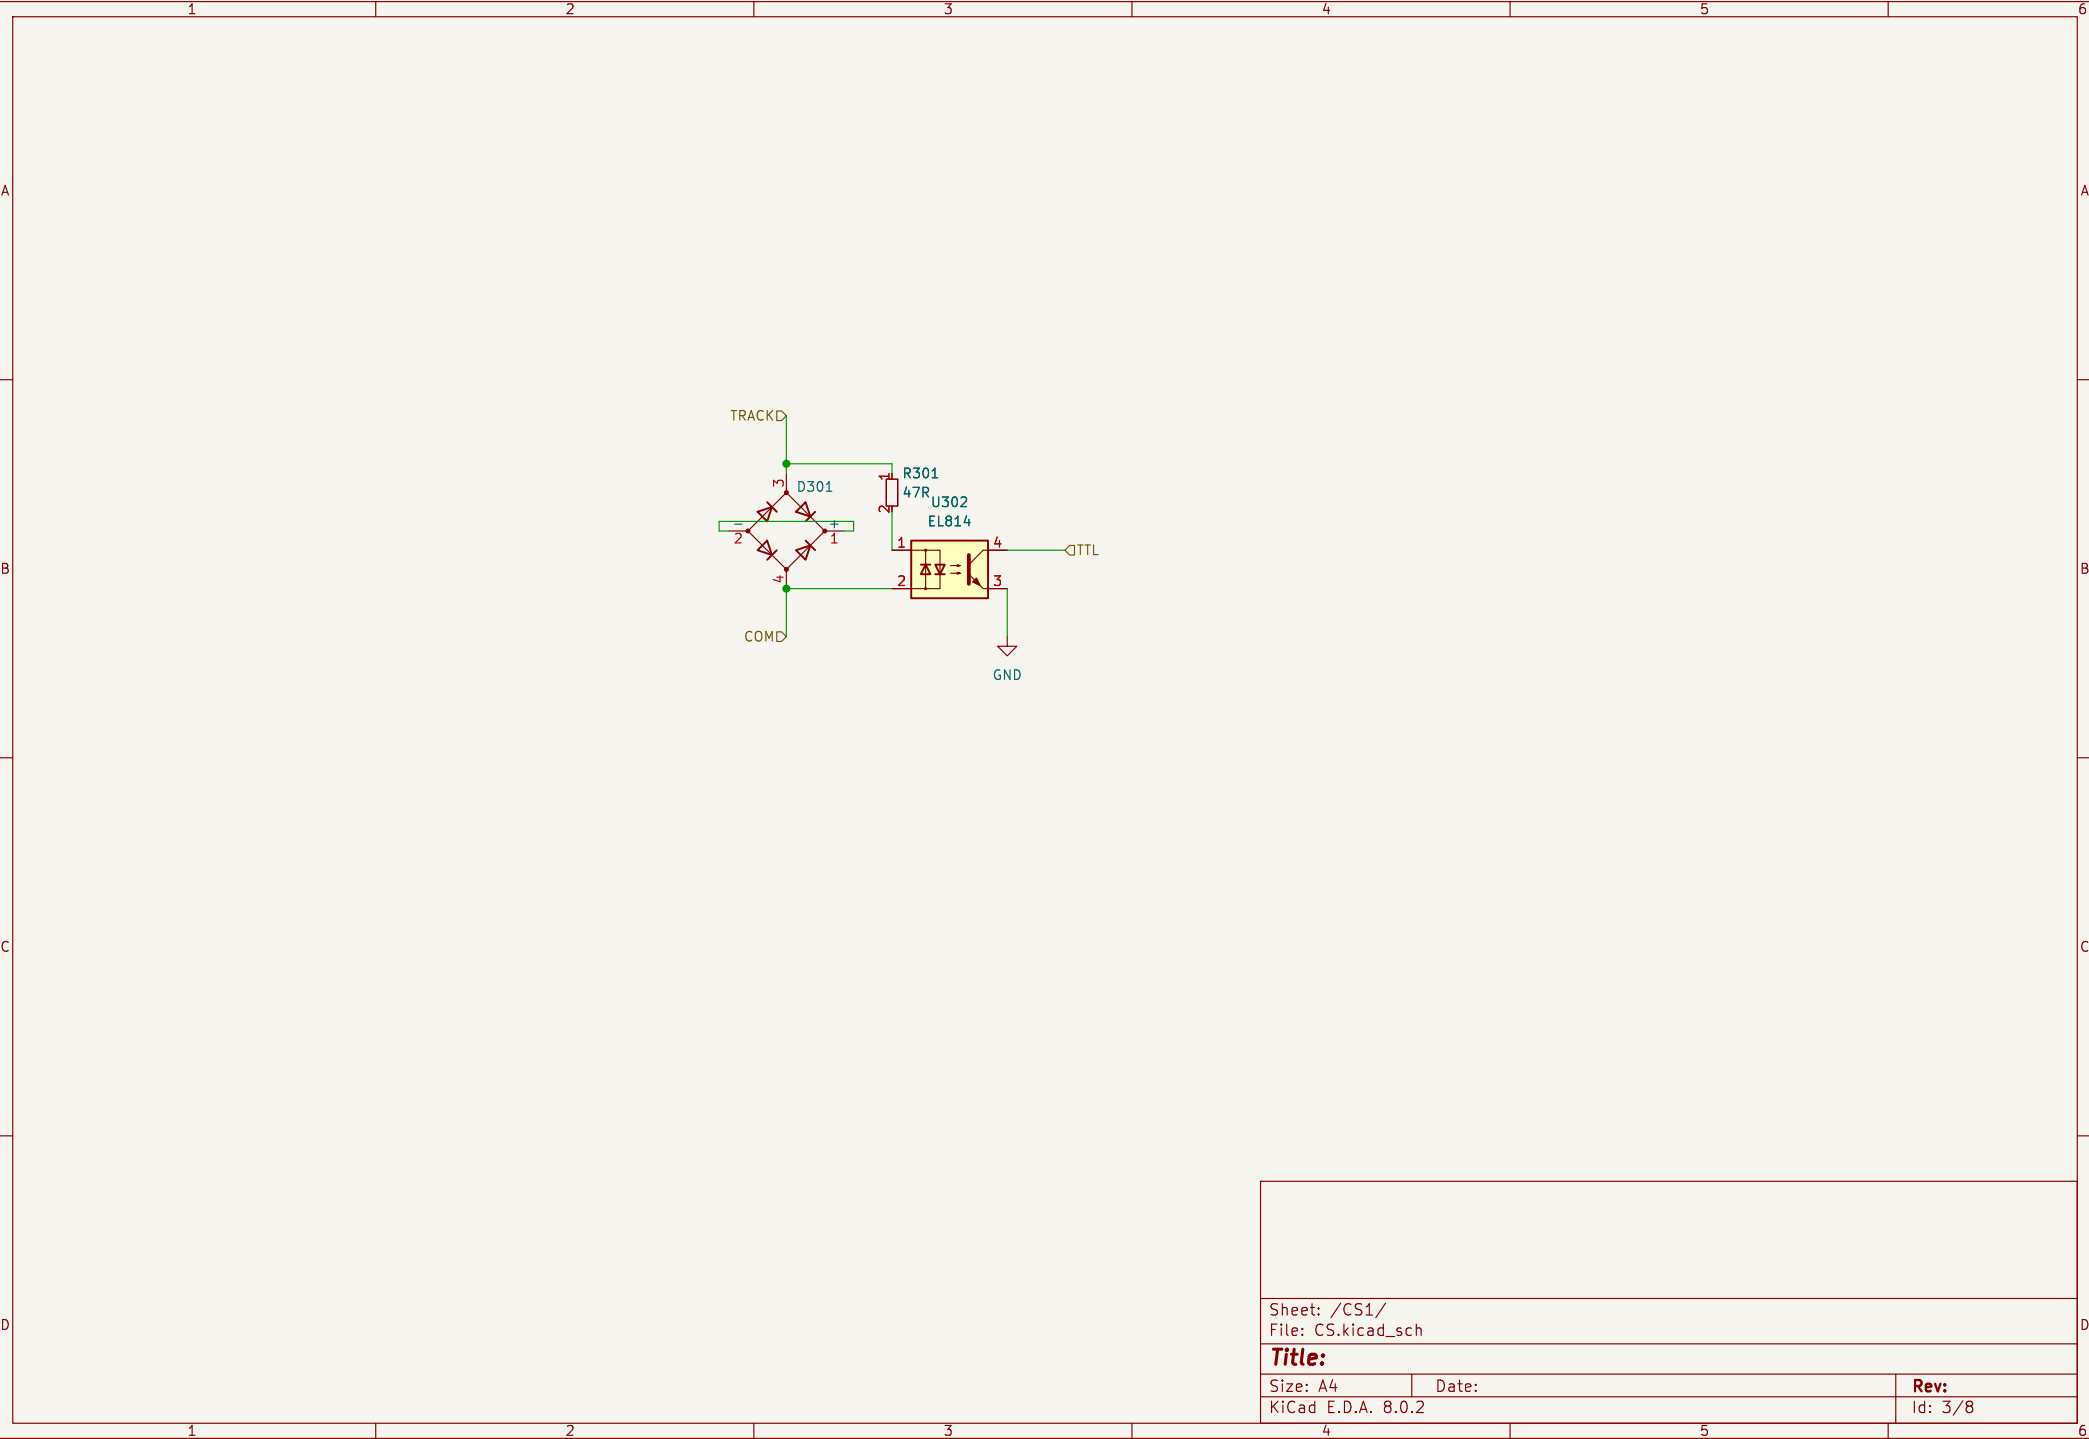 1 2 3 4 5 6
A A
TRACK
R301
1
3 D301
47R
2
U302
EL814
- +
2 1
1 4 TTL
B B
4
2 3
COM
GND
C C
Sheet: /CS1/
File: CS.kicad_sch
D D
Title:
Size: A4 Date: Rev:
KiCad E.D.A. 8.0.2 Id: 3/8
1 2 3 4 5 6